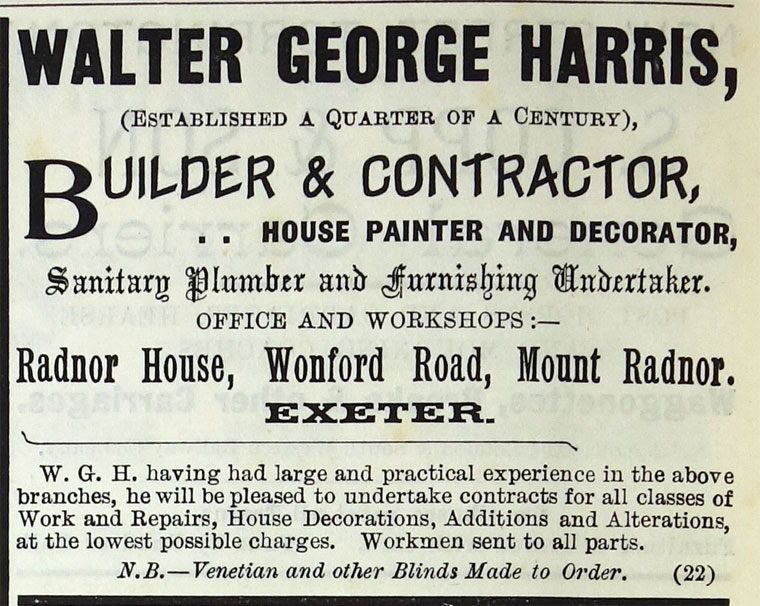 WALTER GEORGE HARRIS,
(ESTABLISHED A QUARTER OF A CENTURY),
BUILDER & CONTRACTOR,
. . HOUSE PAINTER AND DECORATOR,
Sanitary Plumber and Furnishing Undertaker.
OFFICE AND WORKSHOPS:—
Radnor House, Wonford Road, Mount Radnor.
EXETER.
W. G. H. having had large and practical experience in the above
branches, he will be pleased to undertake contracts for all classes of
Work and Repairs, House Decorations, Additions and Alterations,
at the lowest possible charges. Workmen sent to all parts.
N.B.—Venetian and other Blinds Made to Order. (22)